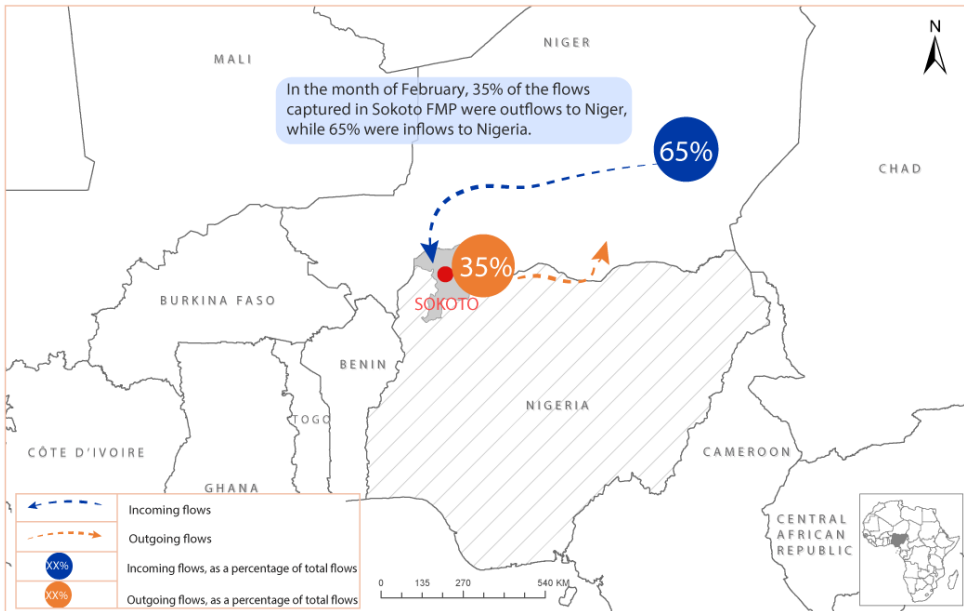 MALI
NIGER
N
In the month of February, 35% of the flows
captured in Sokoto FMP were outflows to Niger,
while 65% were inflows to Nigeria.
65%
CHAD
35%
SOKOTO
BURKINA FASO
BENIN
NIGERIA
TOGO
CÔTE D'IVOIRE
CAMEROON
GHANA
CENTRAL
AFRICAN
REPUBLIC
Incoming flows
Outgoing flows
XX% Incoming flows, as a percentage of total flows
XX% Outgoing flows, as a percentage of total flows
0 135 270 540 KM